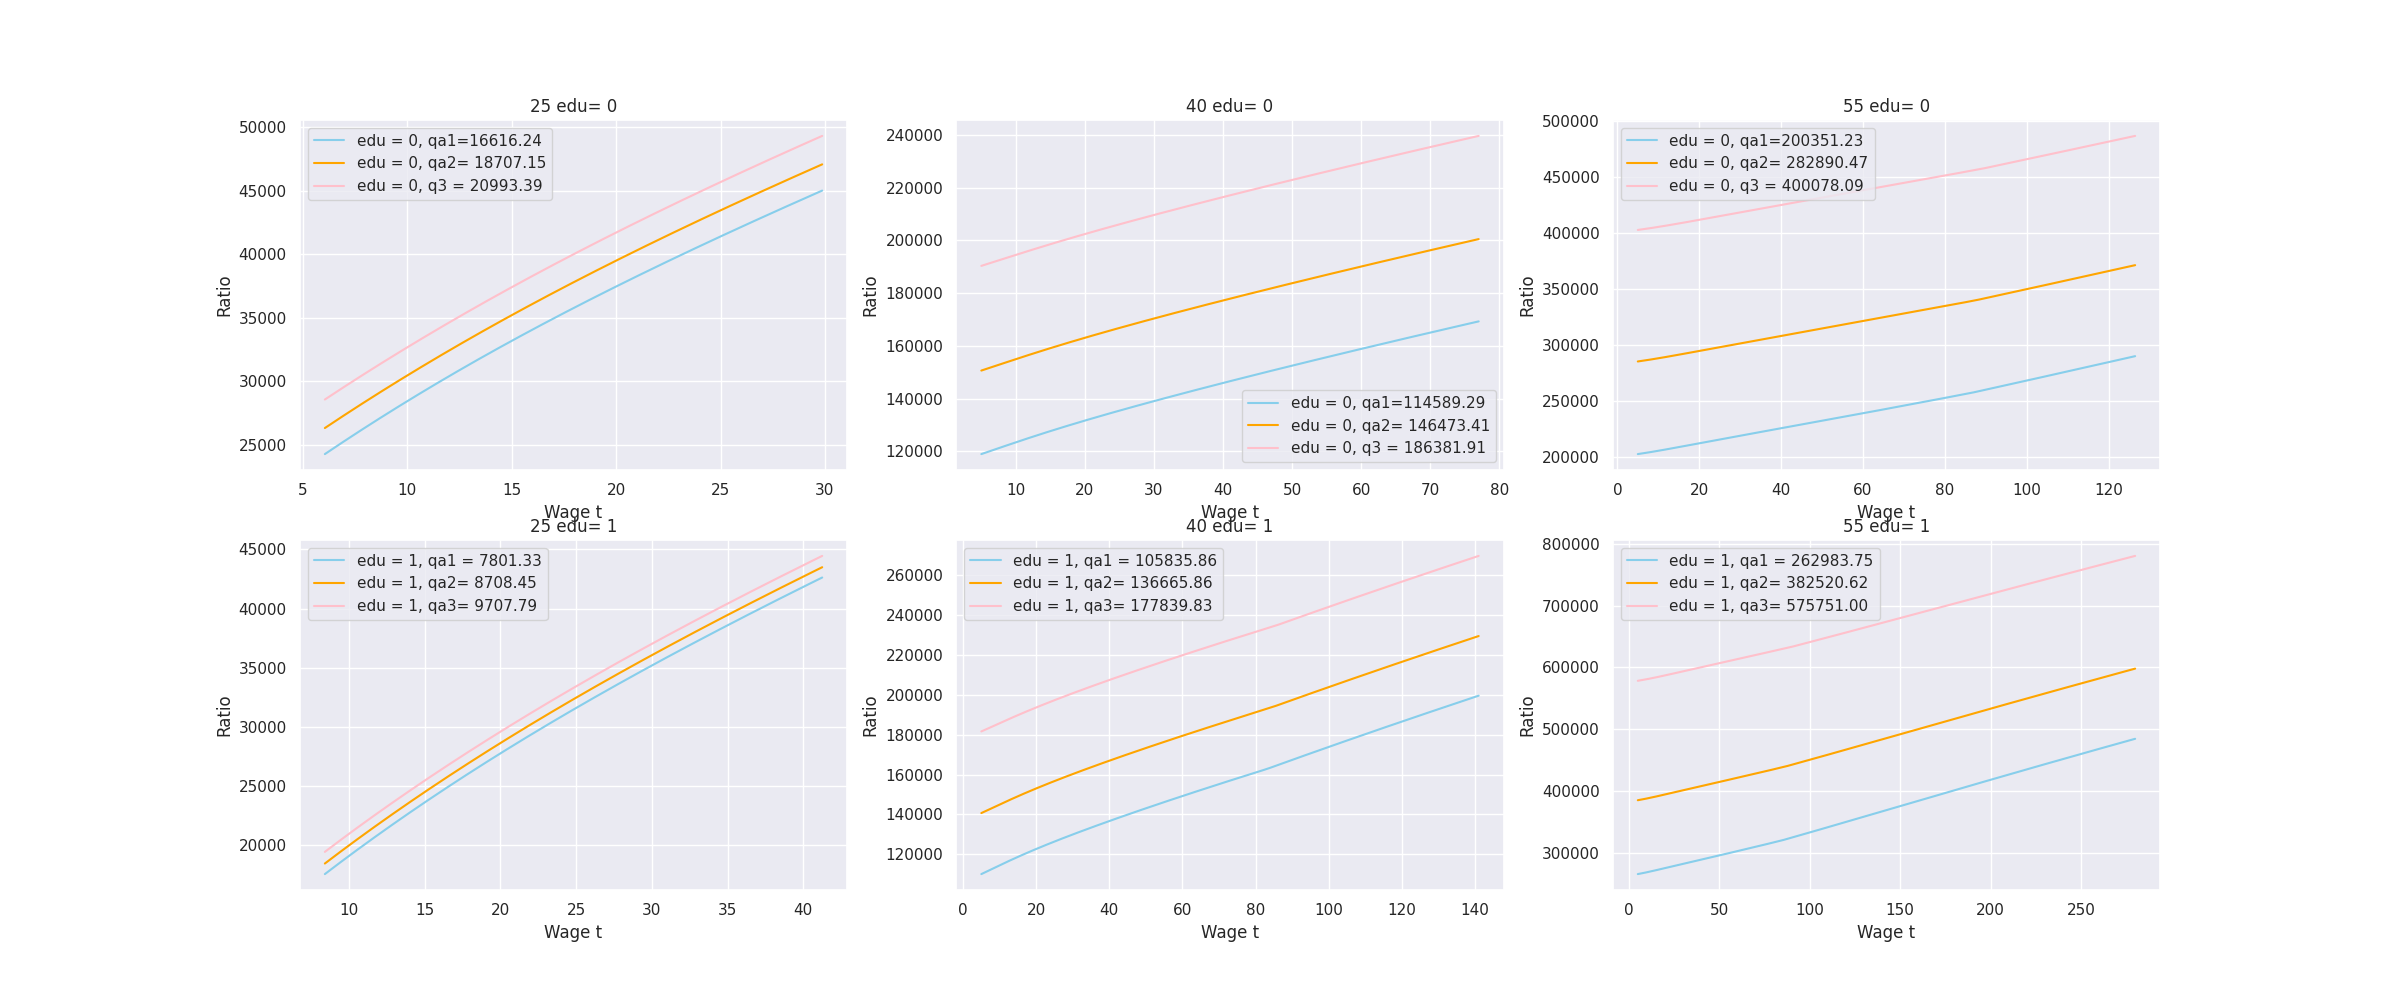 25 edu= 0
50000
45000
40000
35000
30000
25000
Ratio
edu = 0, qa1=16616.24
edu = 0, qa2= 18707.15
edu = 0, q3 = 20993.39
5 10 15 20 25 30
Wage t
40 edu= 0
240000
220000
200000
180000
160000
140000
120000
Ratio
edu = 0, qa1=114589.29
edu = 0, qa2= 146473.41
edu = 0, q3 = 186381.91
10 20 30 40 50 60 70 80
Wage t
55 edu= 0
500000
450000
400000
350000
300000
250000
200000
Ratio
edu = 0, qa1=200351.23
edu = 0, qa2= 282890.47
edu = 0, q3 = 400078.09
0 20 40 60 80 100 120
Wage t
25 edu= 1
45000
40000
35000
30000
25000
20000
Ratio
edu = 1, qa1 = 7801.33
edu = 1, qa2= 8708.45
edu = 1, qa3= 9707.79
10 15 20 25 30 35 40
Wage t
40 edu= 1
260000
240000
220000
200000
180000
160000
140000
120000
Ratio
edu = 1, qa1 = 105835.86
edu = 1, qa2= 136665.86
edu = 1, qa3= 177839.83
0 20 40 60 80 100 120 140
Wage t
55 edu= 1
800000
700000
600000
500000
400000
300000
Ratio
edu = 1, qa1 = 262983.75
edu = 1, qa2= 382520.62
edu = 1, qa3= 575751.00
0 50 100 150 200 250
Wage t